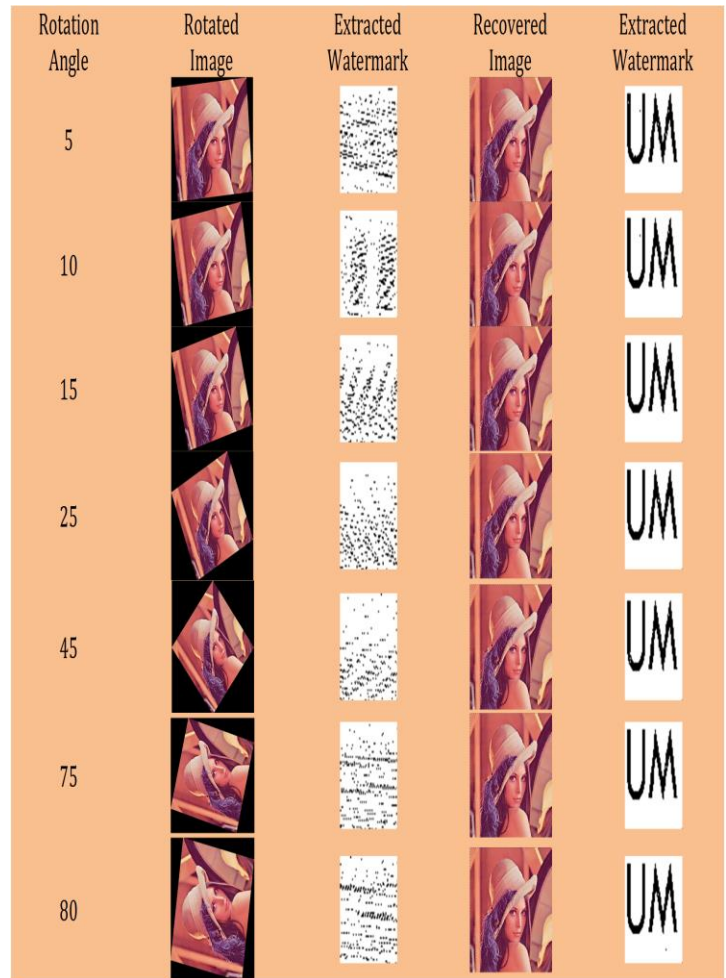 Rotation Rotated Extracted Recovered Extracted
Angle Image Watermark Image Watermark
5 UM
10 UM
15 UM
25 UM
45 UM
75 UM
80 UM